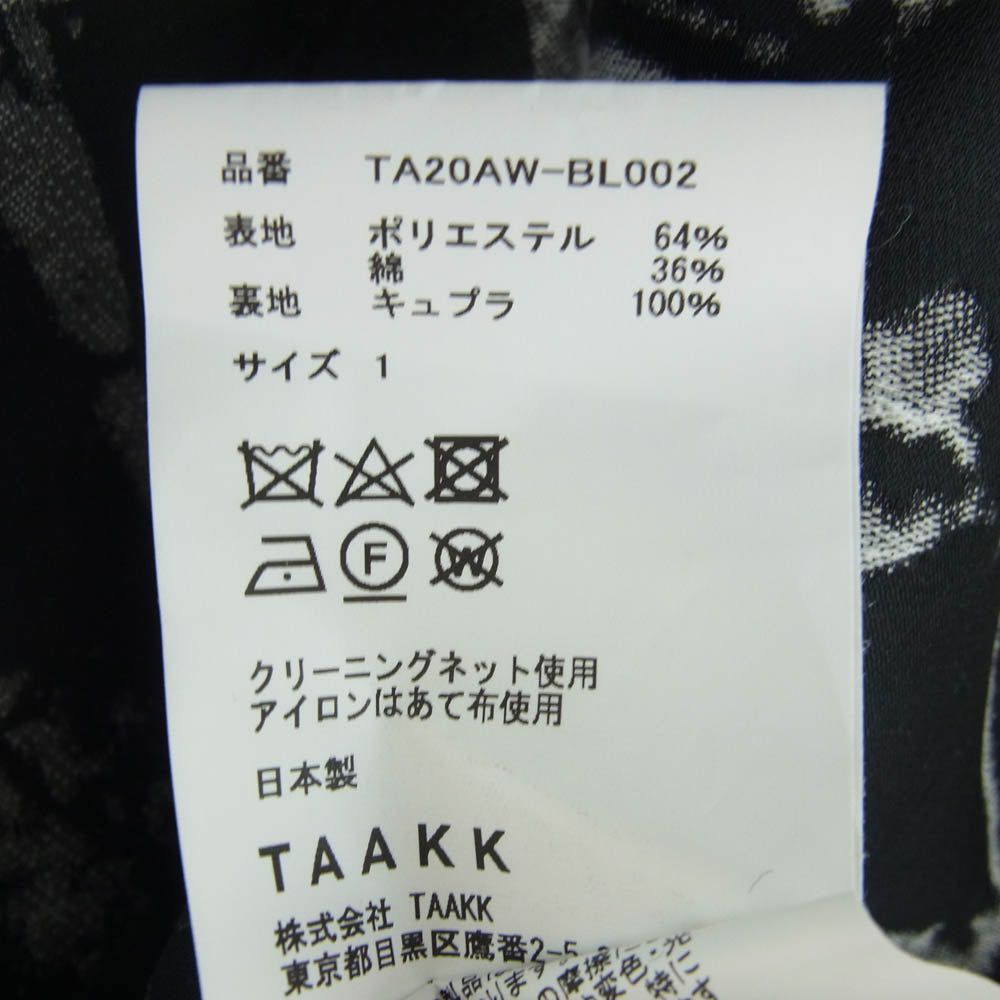 品番 TA20AW-BL002
表地 ポリエステル 64%
綿 36%
裏地 キュプラ 100%
サイズ 1
F W
クリーニングネット使用
アイロンはあて布使用
日本製
TAAKK
株式会社 TAAKK
東京都目黒区鷹番2-5